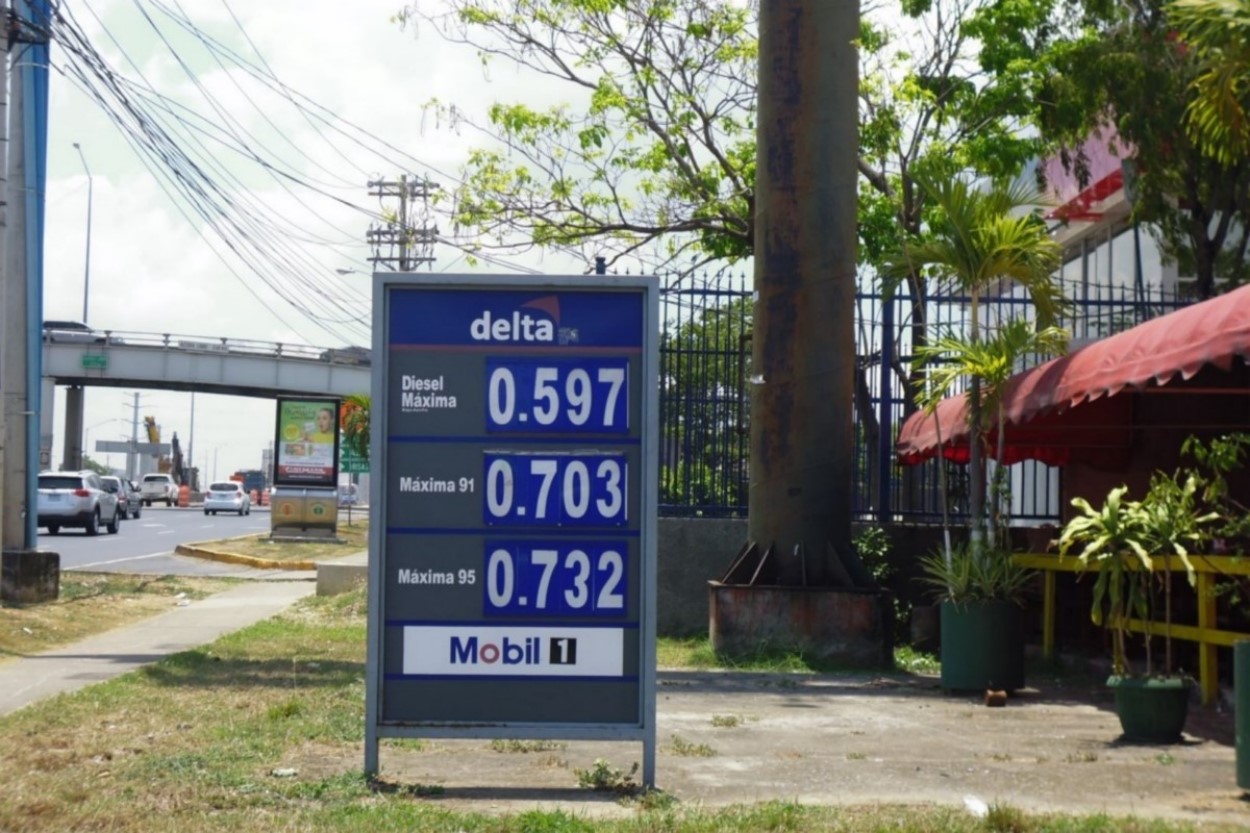 delta
Diesel
Máxima
0.597
Máxima 91
0.703
Máxima 95
0.732
Mobil 1